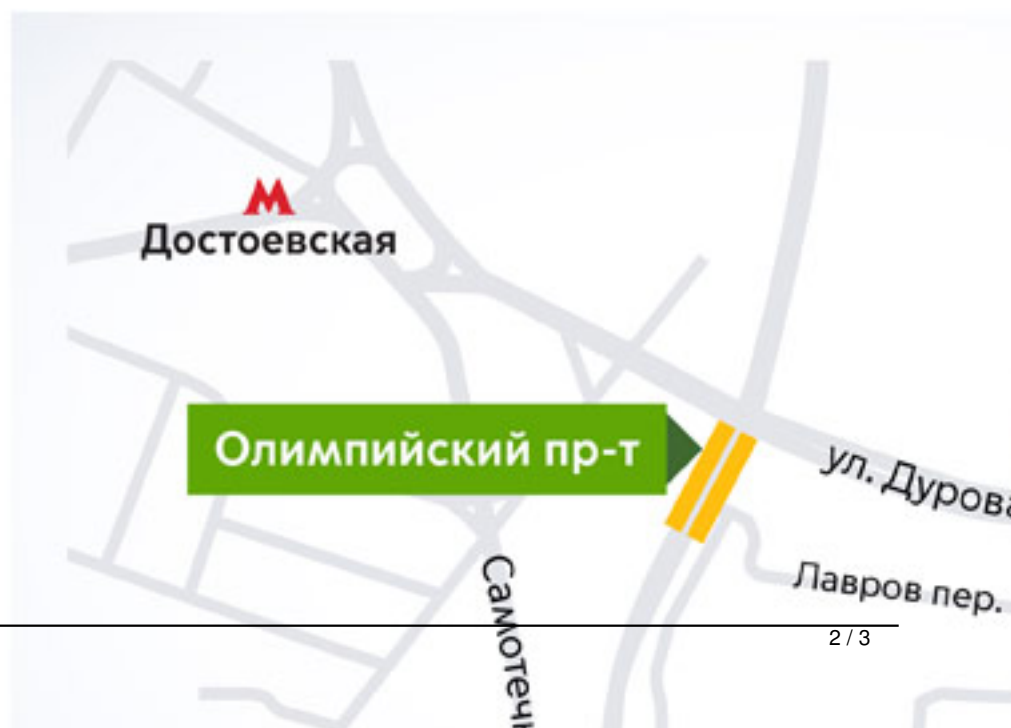 М
Достоевская
Олимпийский пр-т
ул. Дурова
Лавров пер.
2 / 3